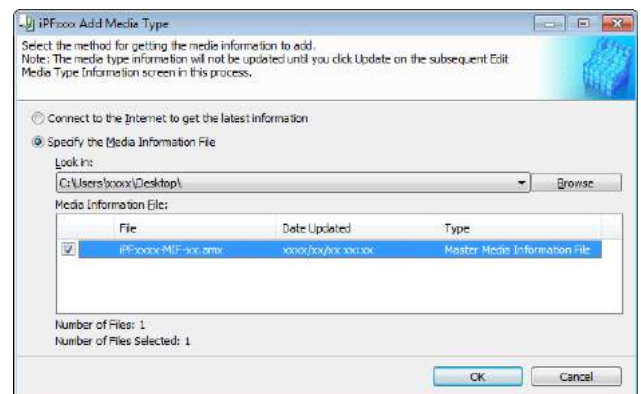 iPFxxxx Add Media Type
Select the method for getting the media information to add.
Note: The media type information will not be updated until you click Update on the subsequent Edit
Media Type Information screen in this process.
Connect to the Internet to get the latest information
Specify the Media Information File
Look in:
C:\Users\xxxx\Desktop\ Browse
Media Information File:
File Date Updated Type
iPFxxxx-MIF-xx.amx xxxx/xx/xx xx:xx Master Media Information File
Number of Files: 1
Number of Files Selected: 1
OK Cancel